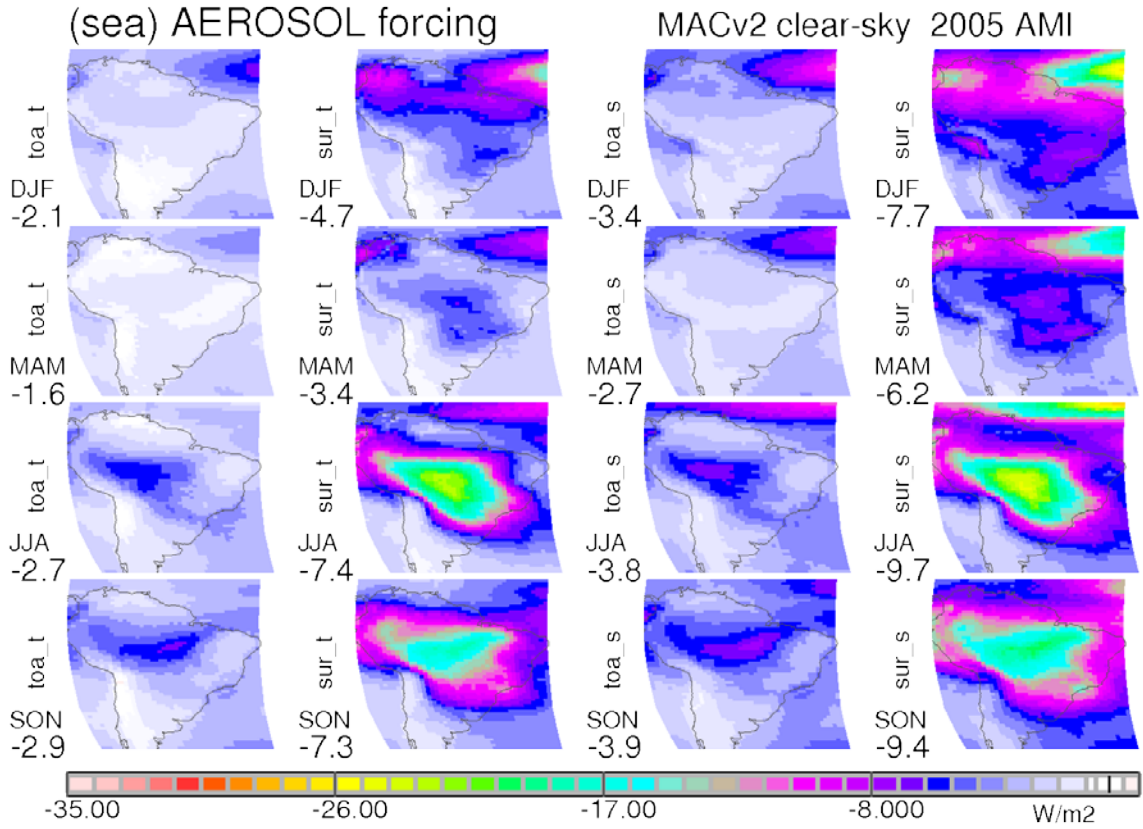 (sea) AEROSOL forcing MACv2 clear-sky 2005 AMI
toa_t sur_t toa_s sur_s
DJF DJF DJF DJF
-2.1 -4.7 -3.4 -7.7
toa_t sur_t toa_s sur_s
MAM MAM MAM MAM
-1.6 -3.4 -2.7 -6.2
toa_t sur_t toa_s sur_s
JJA JJA JJA JJA
-2.7 -7.4 -3.8 -9.7
toa_t sur_t toa_s sur_s
SON SON SON SON
-2.9 -7.3 -3.9 -9.4
-35.00 -26.00 -17.00 -8.000 W/m2